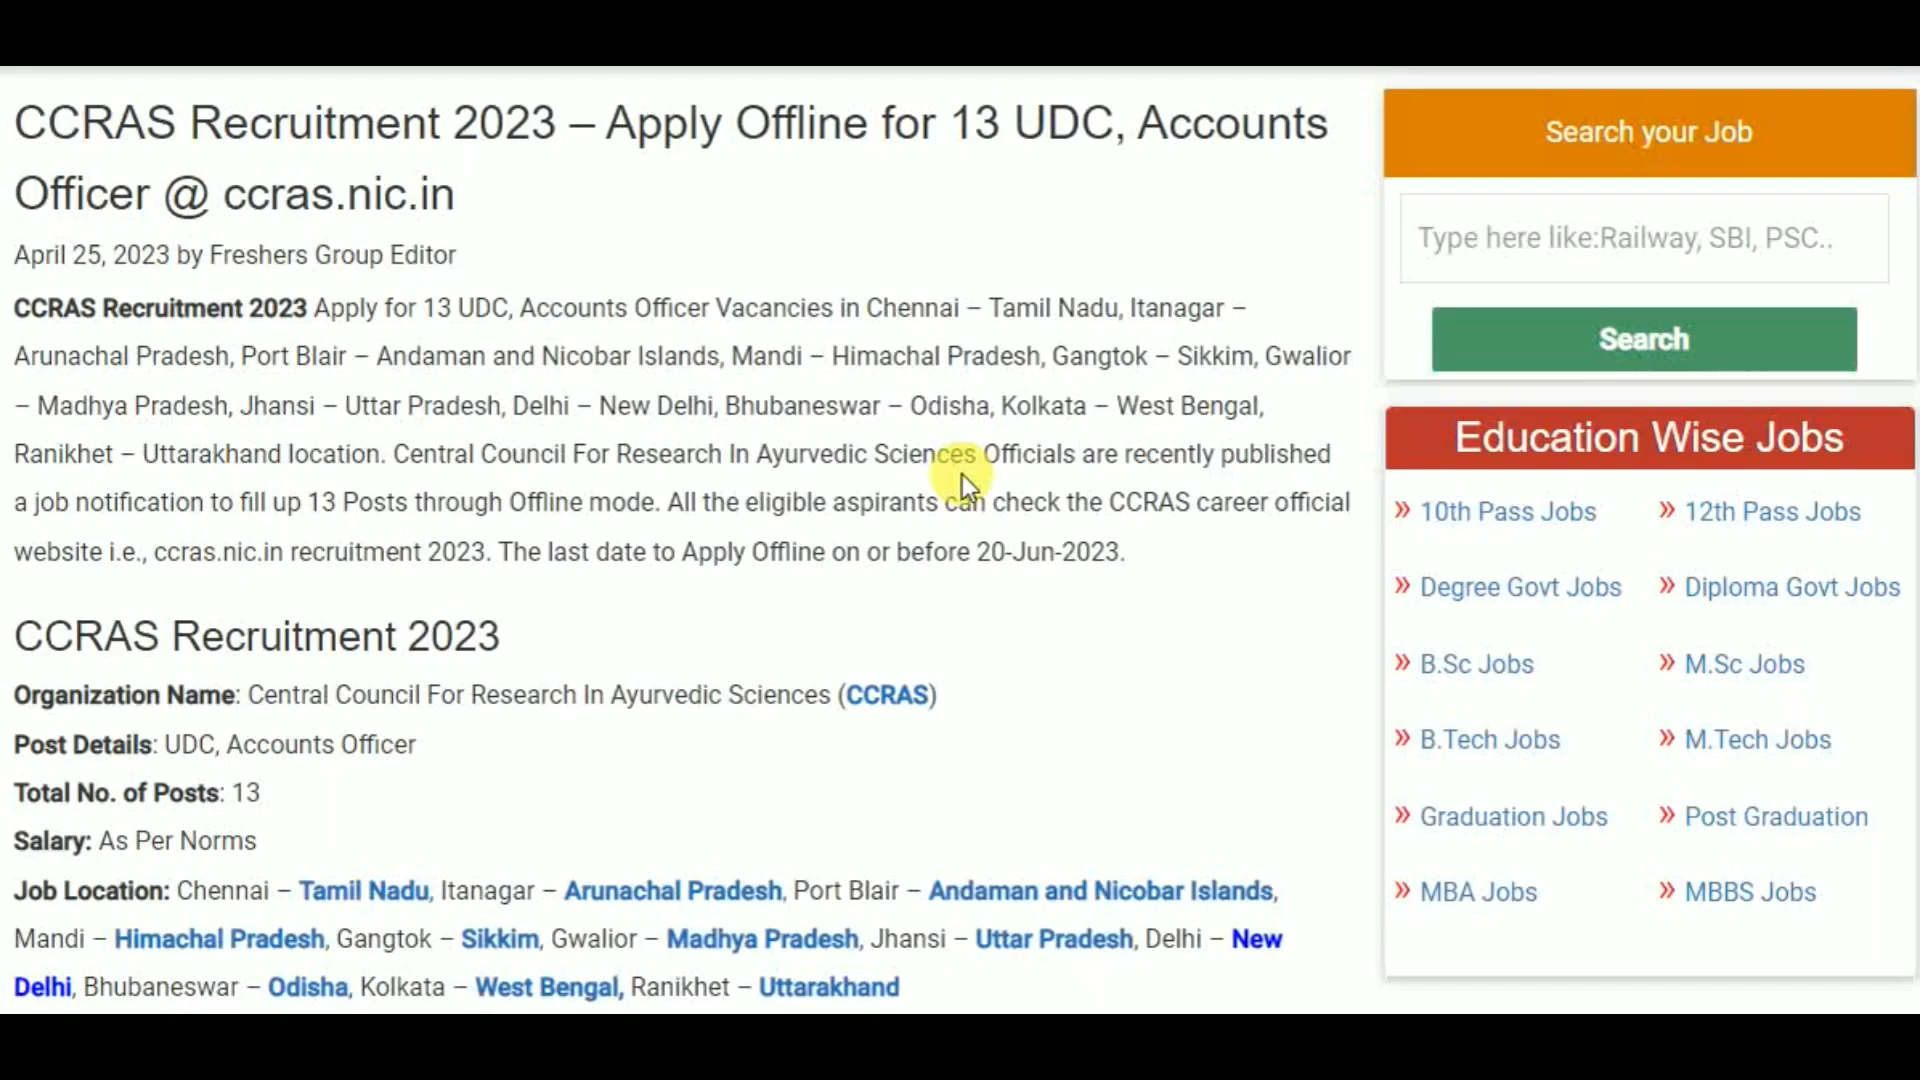 CCRAS Recruitment 2023 – Apply Offline for 13 UDC, Accounts
Officer @ ccras.nic.in
April 25, 2023 by Freshers Group Editor
CCRAS Recruitment 2023 Apply for 13 UDC, Accounts Officer Vacancies in Chennai – Tamil Nadu, Itanagar –
Arunachal Pradesh, Port Blair – Andaman and Nicobar Islands, Mandi – Himachal Pradesh, Gangtok – Sikkim, Gwalior
– Madhya Pradesh, Jhansi – Uttar Pradesh, Delhi – New Delhi, Bhubaneswar – Odisha, Kolkata – West Bengal,
Ranikhet – Uttarakhand location. Central Council For Research In Ayurvedic Sciences Officials are recently published
a job notification to fill up 13 Posts through Offline mode. All the eligible aspirants can check the CCRAS career official
website i.e., ccras.nic.in recruitment 2023. The last date to Apply Offline on or before 20-Jun-2023.
CCRAS Recruitment 2023
Organization Name: Central Council For Research In Ayurvedic Sciences (CCRAS)
Post Details: UDC, Accounts Officer
Total No. of Posts: 13
Salary: As Per Norms
Job Location: Chennai – Tamil Nadu, Itanagar – Arunachal Pradesh, Port Blair – Andaman and Nicobar Islands,
Mandi – Himachal Pradesh, Gangtok – Sikkim, Gwalior – Madhya Pradesh, Jhansi – Uttar Pradesh, Delhi – New
Delhi, Bhubaneswar – Odisha, Kolkata – West Bengal, Ranikhet – Uttarakhand
Search your Job
Type here like:Railway, SBI, PSC..
Search
Education Wise Jobs
» 10th Pass Jobs » 12th Pass Jobs
» Degree Govt Jobs » Diploma Govt Jobs
» B.Sc Jobs » M.Sc Jobs
» B.Tech Jobs » M.Tech Jobs
» Graduation Jobs » Post Graduation
» MBA Jobs » MBBS Jobs